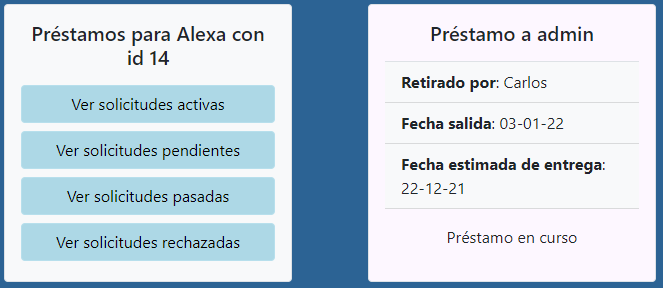 Préstamos para Alexa con
id 14
Ver solicitudes activas
Ver solicitudes pendientes
Ver solicitudes pasadas
Ver solicitudes rechazadas
Préstamo a admin
Retirado por: Carlos
Fecha salida: 03-01-22
Fecha estimada de entrega:
22-12-21
Préstamo en curso